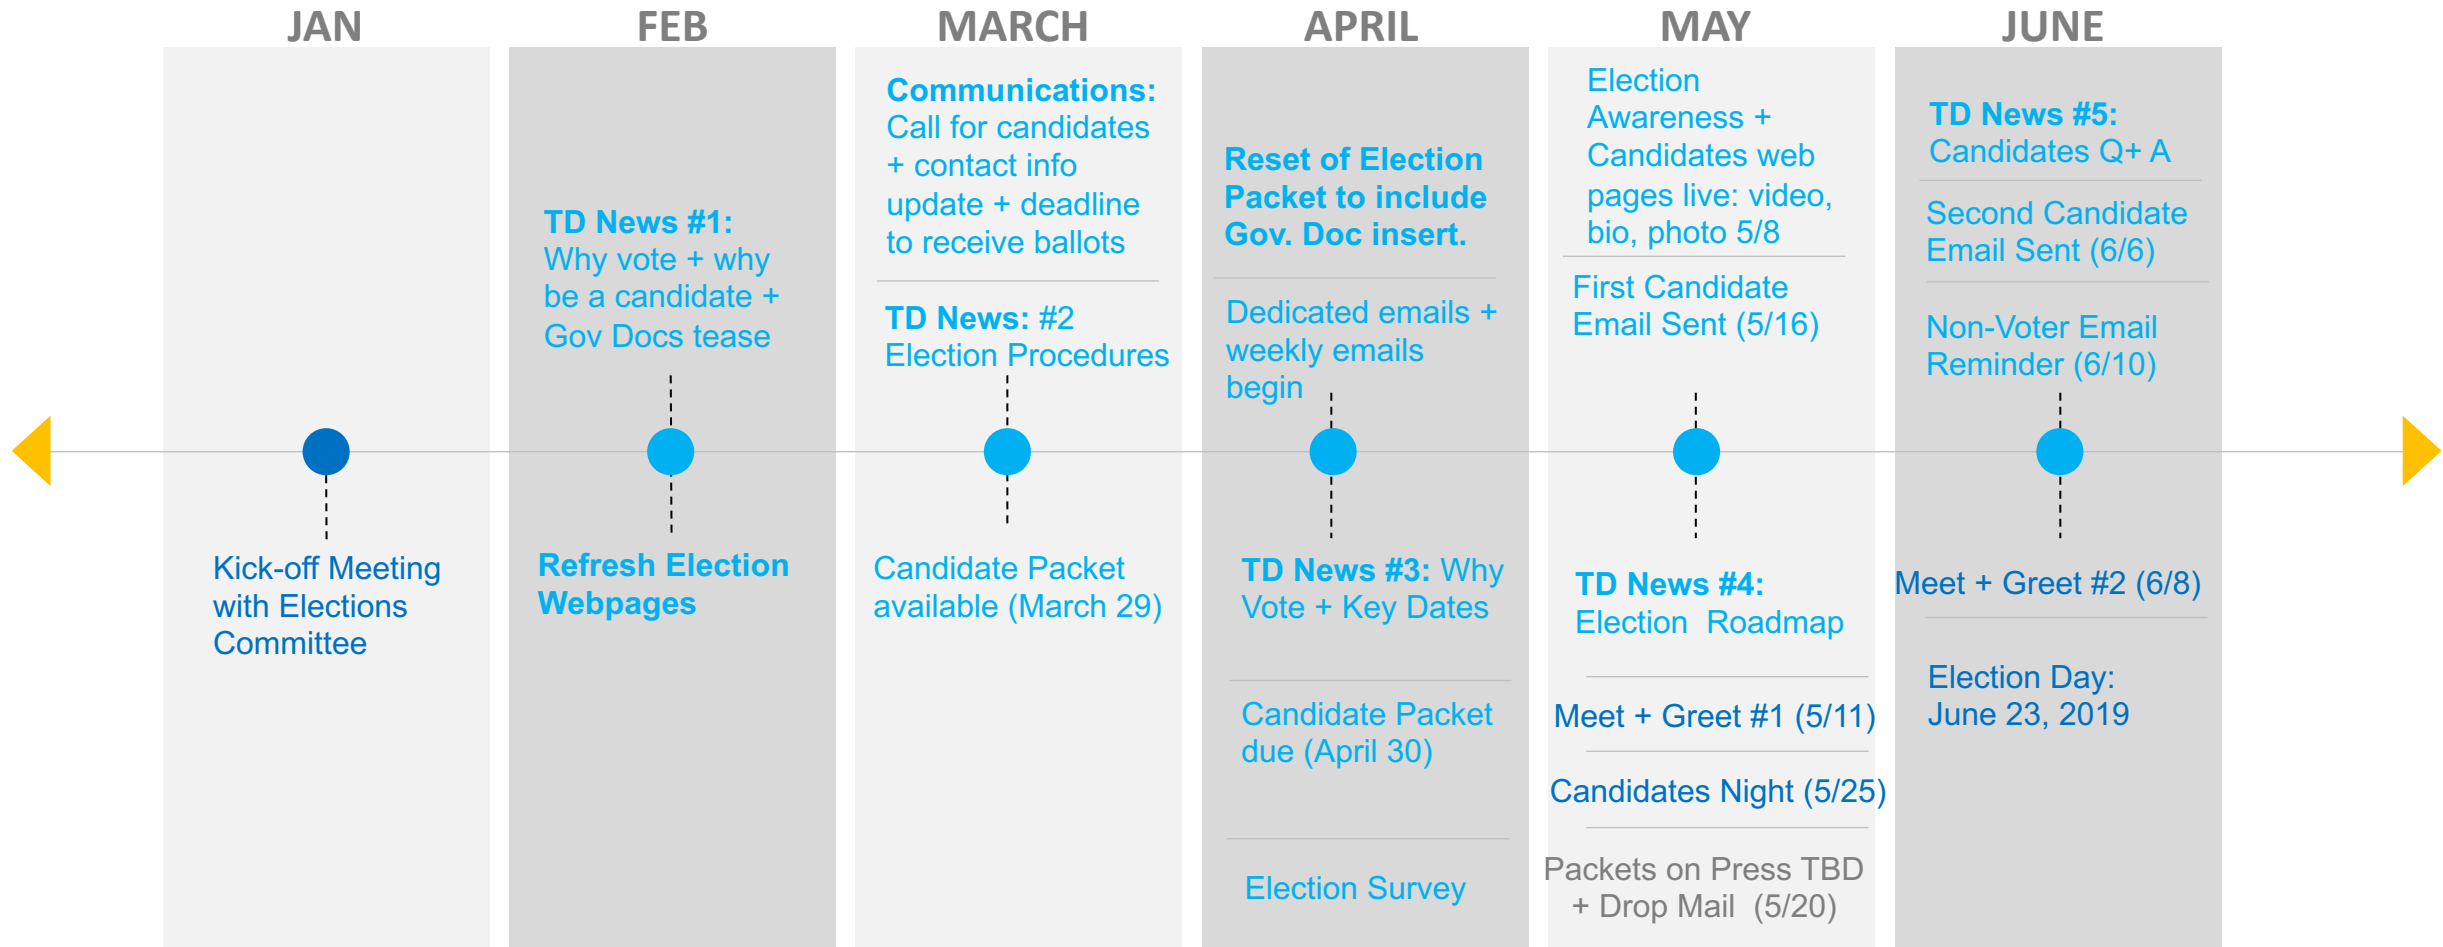 JAN
FEB
MARCH
APRIL
MAY
JUNE
Kick-off Meeting
with Elections
Committee
TD News #1:
Why vote + why
be a candidate +
Gov Docs tease
Refresh Election
Webpages
Communications:
Call for candidates
+ contact info
update + deadline
to receive ballots
TD News: #2
Election Procedures
Candidate Packet
available (March 29)
Reset of Election
Packet to include
Gov. Doc insert.
Dedicated emails +
weekly emails
begin
TD News #3: Why
Vote + Key Dates
Candidate Packet
due (April 30)
Election Survey
Election
Awareness +
Candidates web
pages live: video,
bio, photo 5/8
First Candidate
Email Sent (5/16)
TD News #4:
Election Roadmap
Meet + Greet #1 (5/11)
Candidates Night (5/25)
Packets on Press TBD
+ Drop Mail (5/20)
TD News #5:
Candidates Q+ A
Second Candidate
Email Sent (6/6)
Non-Voter Email
Reminder (6/10)
Meet + Greet #2 (6/8)
Election Day:
June 23, 2019